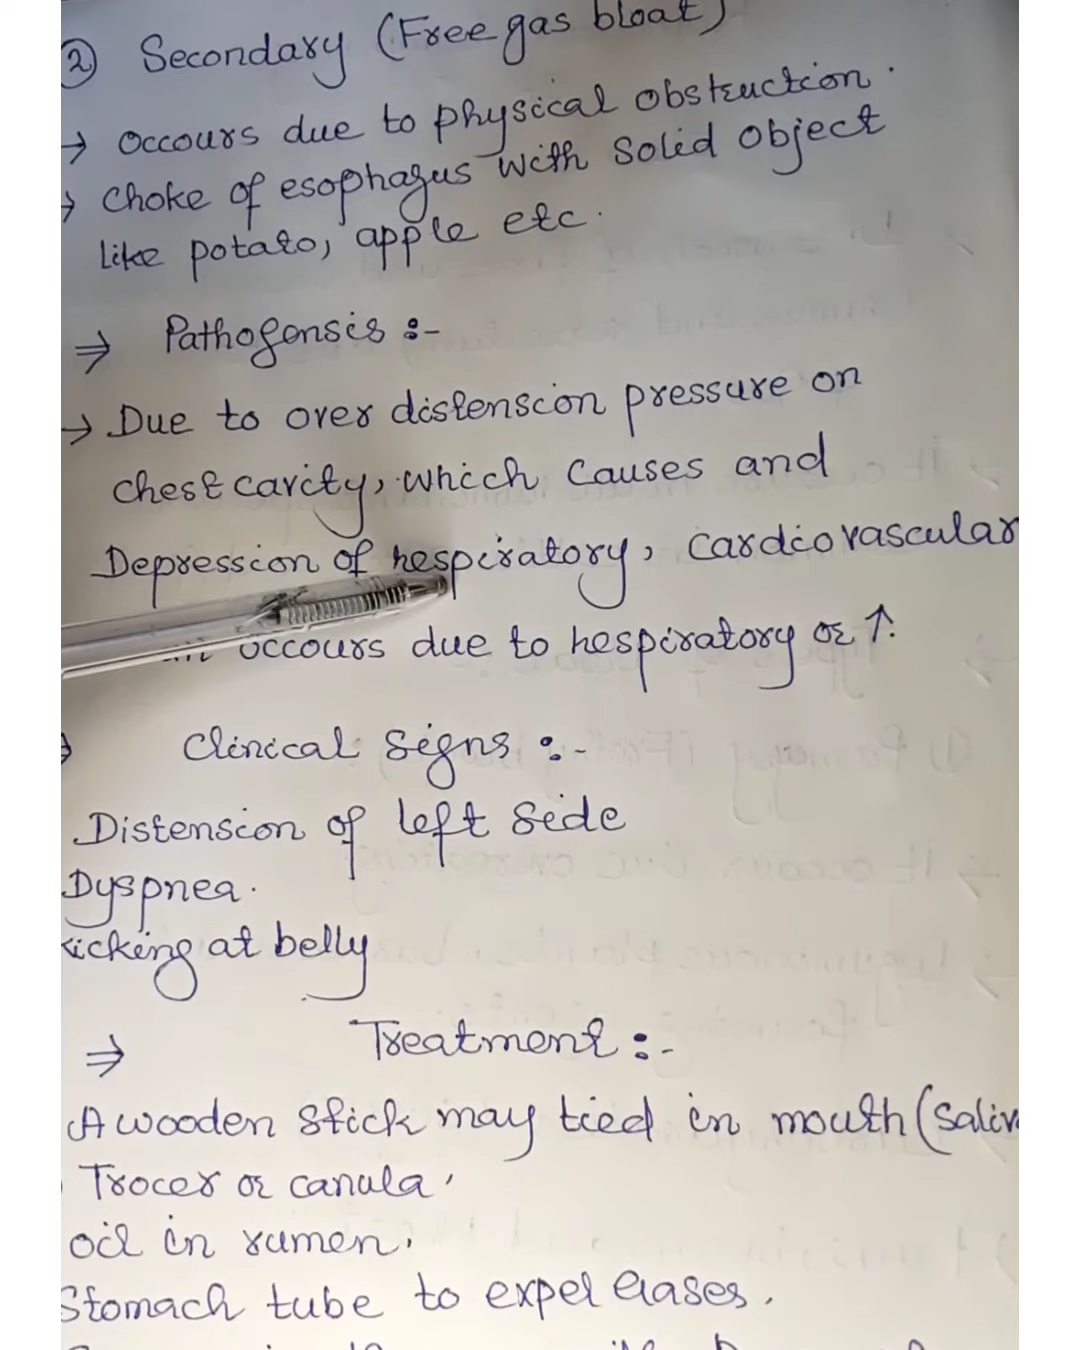 ② Secondary (Free gas bloat)
→ occours due to physical obstruction.
→ choke of esophagus with solid object
like potato, apple etc.
⇒ Pathogensis :-
→ Due to over distension pressure on
chest cavity, which causes and
Depression of respiratory, cardiovascular
occours due to respiratory or ↑.
Clinical signs :-
Distension of left side
Dyspnea.
kicking at belly
⇒ Treatment :-
A wooden stick may tied in mouth (saliv
Trocer or canula,
oil in rumen.
Stomach tube to expel Gases.